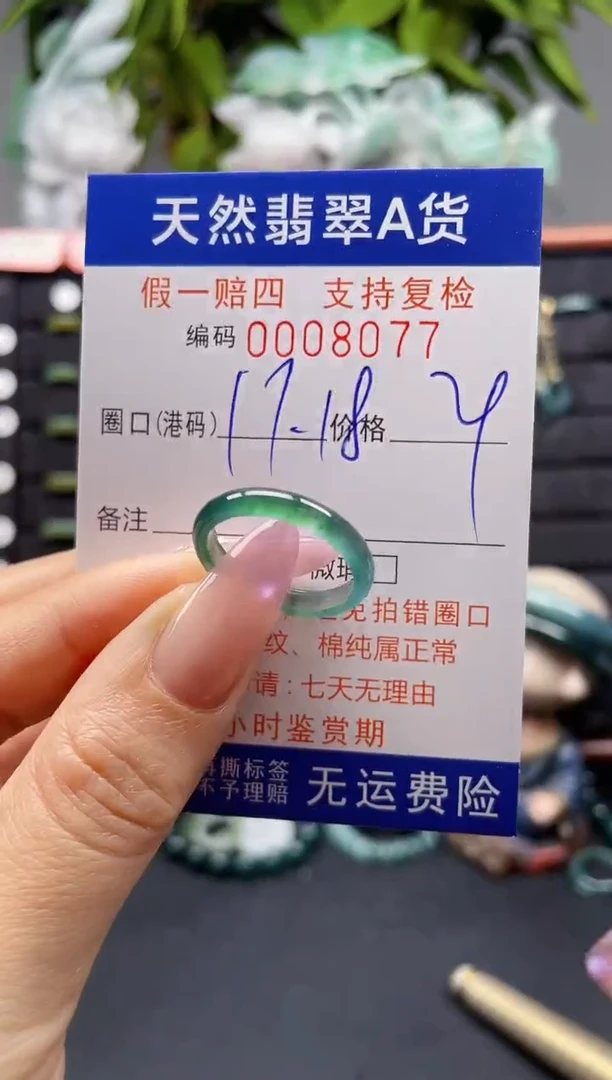 天然翡翠A货
假一赔四 支持复检
编码 0008077
圈口(港码) 17-18 价格 y
备注
微瑕
免拍错圈口
纹、棉纯属正常
请:七天无理由
小时鉴赏期
撕标签
不予理赔
无运费险